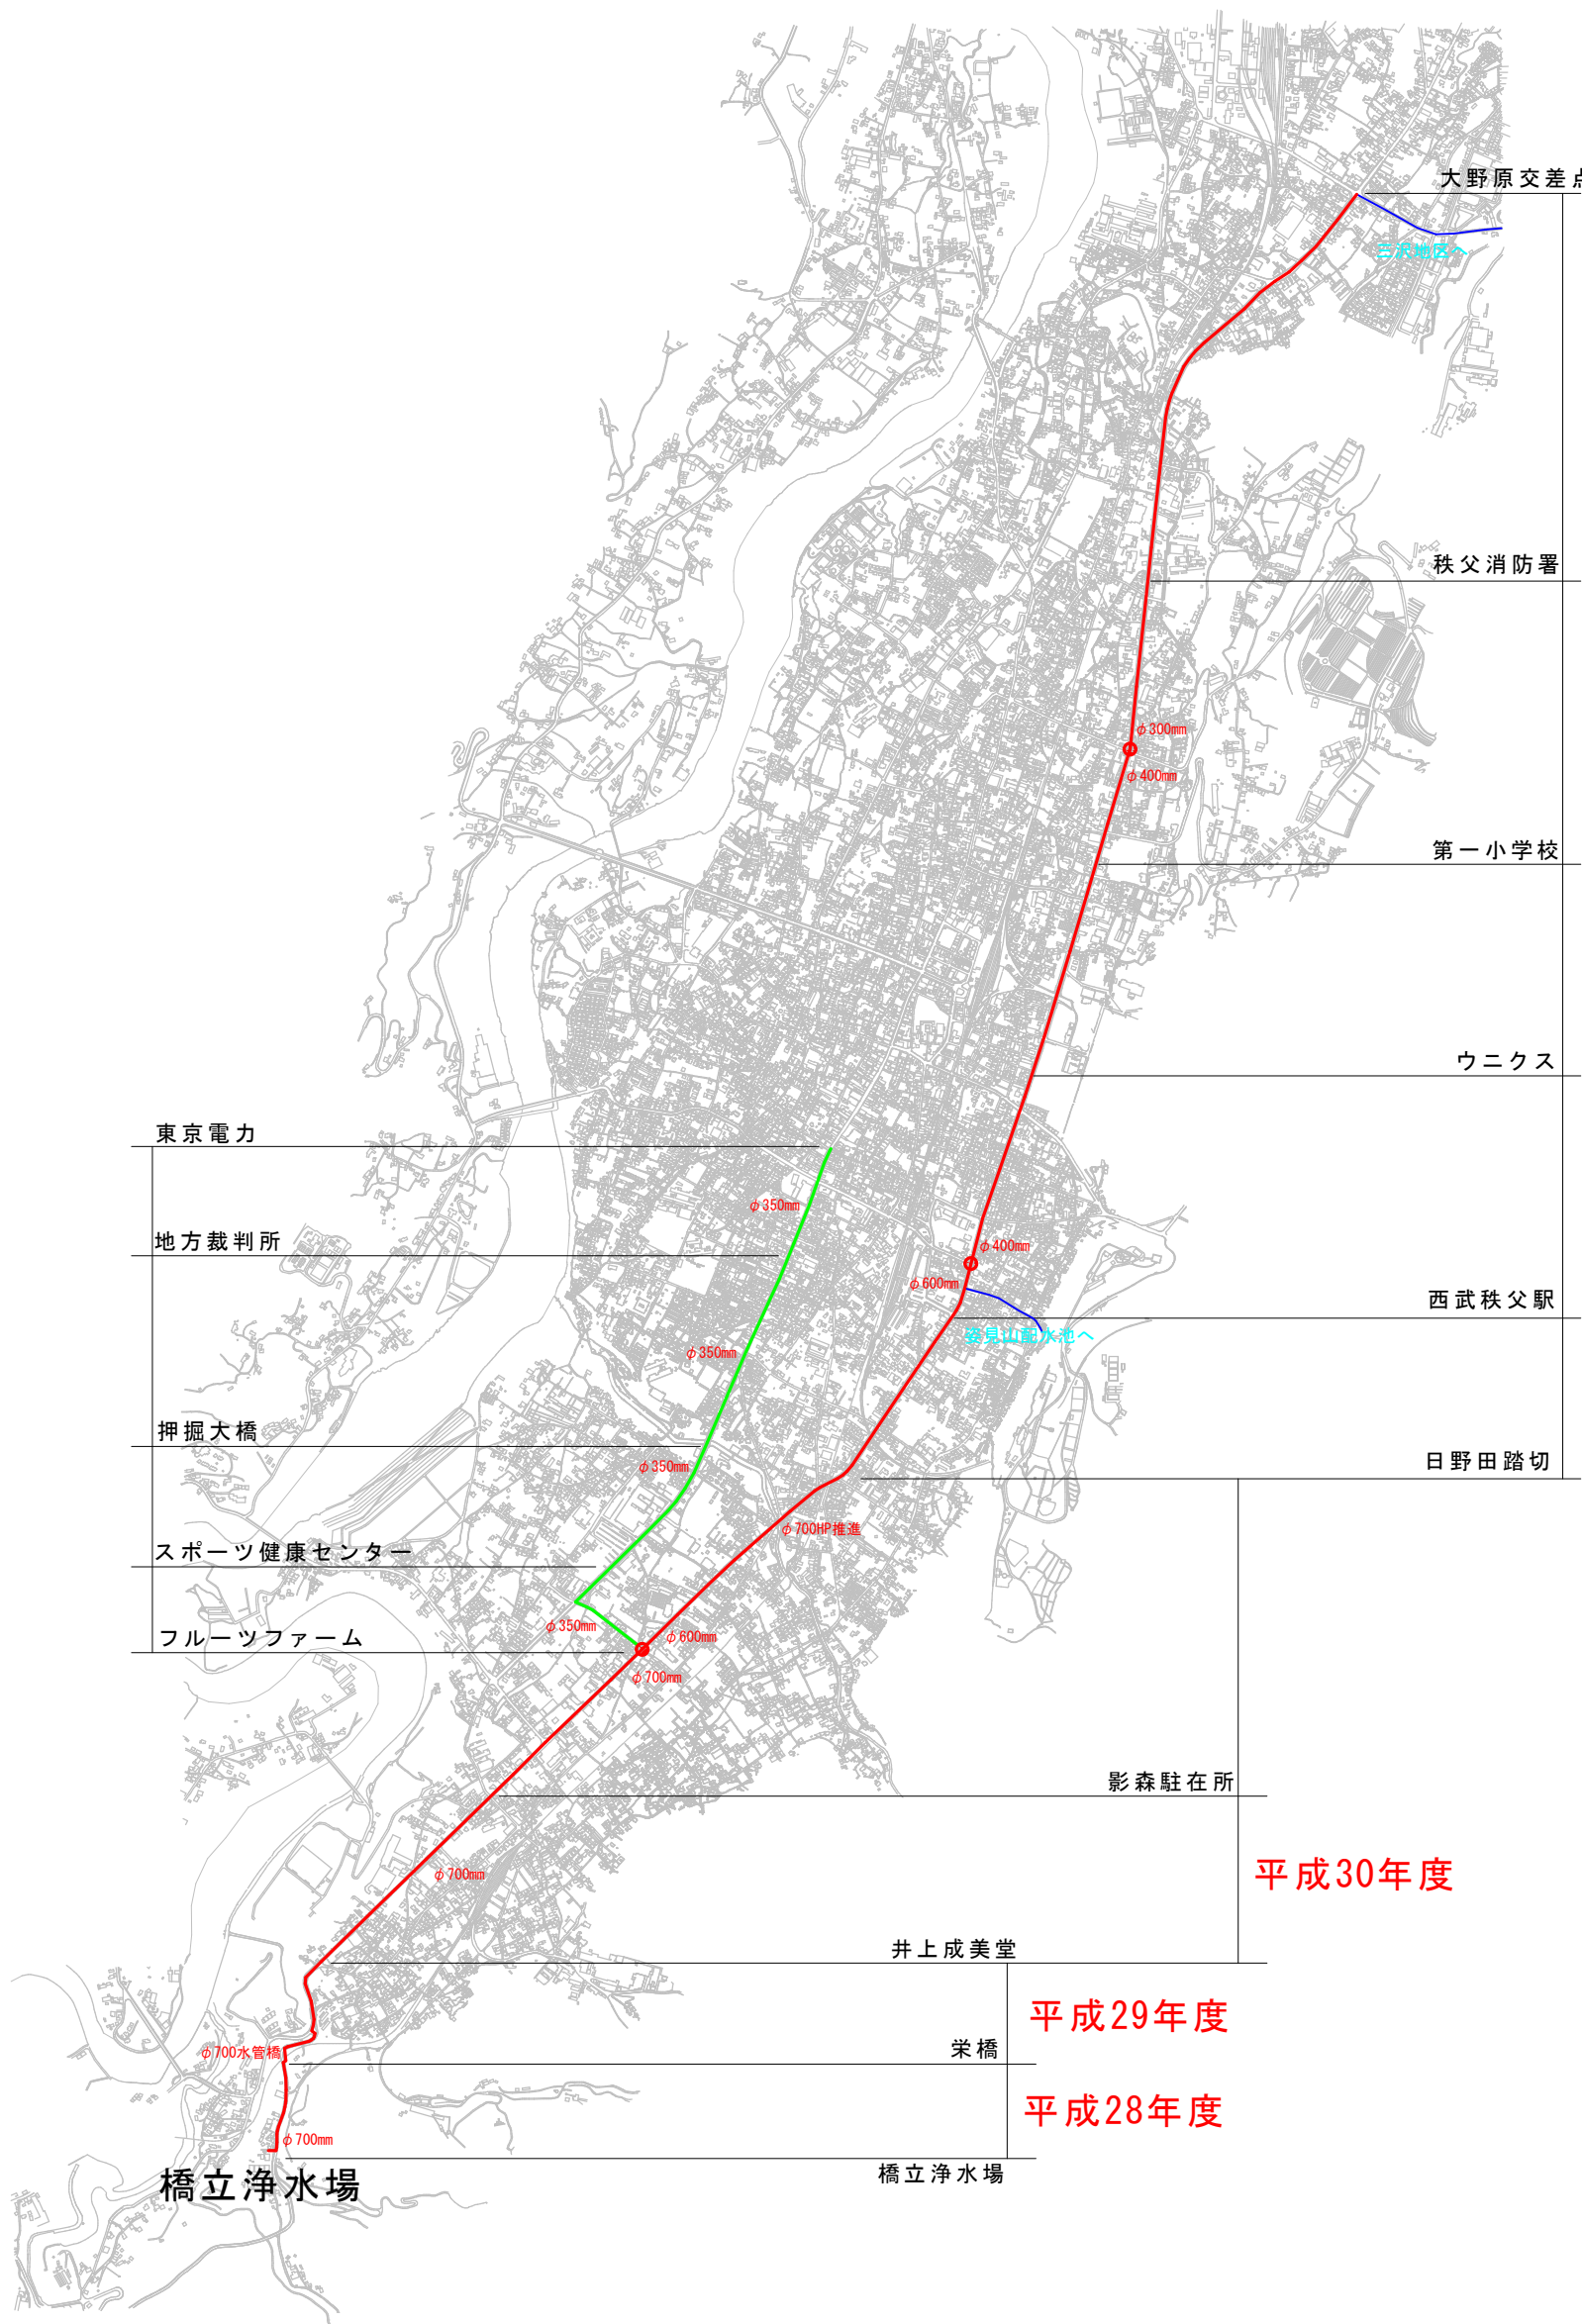 大野原交差点
三沢地区へ
秩父消防署
φ300mm
φ400mm
第一小学校
ウニクス
東京電力
φ350mm
地方裁判所
φ400mm
φ600mm
西武秩父駅
姿見山配水池へ
φ350mm
押掘大橋
日野田踏切
φ350mm
φ700HP推進
スポーツ健康センター
φ350mm
φ600mm
フルーツファーム
φ700mm
影森駐在所
φ700mm
平成30年度
井上成美堂
平成29年度
φ700水管橋
栄橋
平成28年度
φ700mm
橋立浄水場
橋立浄水場